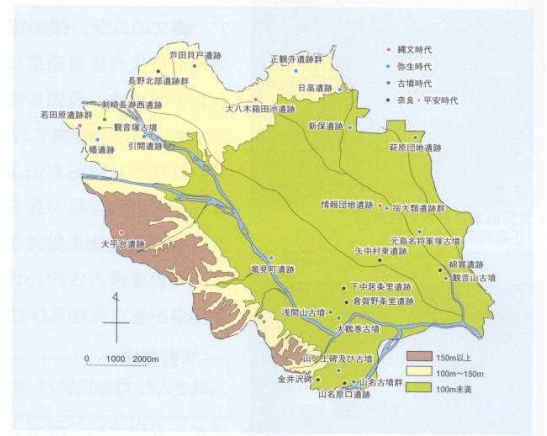 芦田貝戸遺跡
正観寺遺跡群
縄文時代
長野北部遺跡群
日高遺跡
弥生時代
剣崎長瀞西遺跡
大八木箱田池遺跡
古墳時代
若田原遺跡群
観音塚古墳
奈良・平安時代
八幡遺跡
引間遺跡
新保遺跡
萩原団地遺跡
情報団地遺跡
宿大類遺跡群
大平台遺跡
元島名将軍塚古墳
矢中村東遺跡
竜見町遺跡
綿貫遺跡
観音山古墳
下中居条里遺跡
倉賀野条里遺跡
浅間山古墳
大鶴巻古墳
0 1000 2000m
山ノ上碑及び古墳
150m以上
100m〜150m
金井沢碑
山名古墳群
100m未満
山名原口遺跡